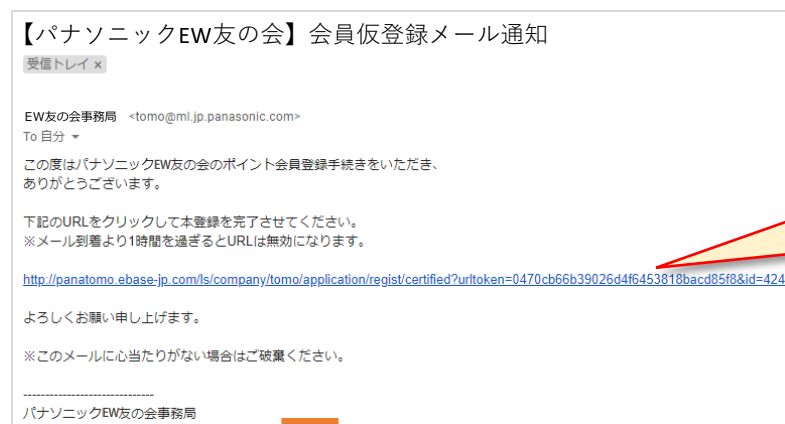 【パナソニックEW友の会】会員仮登録メール通知
受信トレイ ×
EW友の会事務局 <tomo@ml.jp.panasonic.com>
To 自分
この度はパナソニックEW友の会のポイント会員登録手続きをいただき、
ありがとうございます。
下記のURLをクリックして本登録を完了させてください。
※メール到着より1時間を過ぎるとURLは無効になります。
http://panatomo.ebase-jp.com/ls/company/tomo/application/regist/certified?urltoken=0470cb66b39026d4f6453818bacd85f8&id=424
よろしくお願い申し上げます。
※このメールに心当たりがない場合はご破棄ください。
------------------------------
パナソニックEW友の会事務局